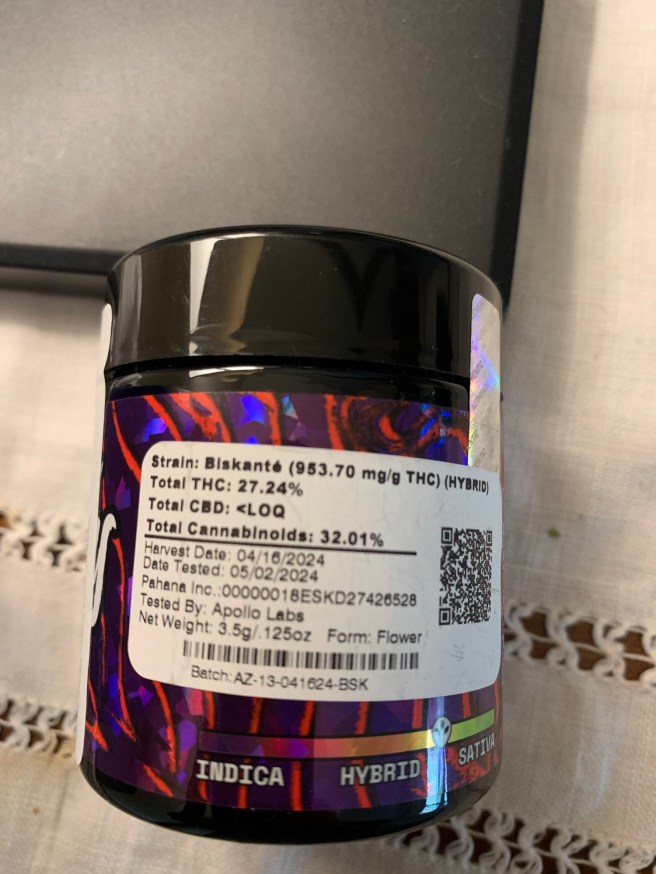 Strain: Biskanté (953.70 mg/g THC) (HYBRID)
Total THC: 27.24%
Total CBD: <LOQ
Total Cannabinoids: 32.01%
Harvest Date: 04/16/2024
Date Tested: 05/02/2024
Pahana Inc.:00000018ESKD27426528
Tested By: Apollo Labs
Net Weight: 3.5g/.125oz Form: Flower
Batch:AZ-13-041624-BSK
INDICA HYBRID SATIVA